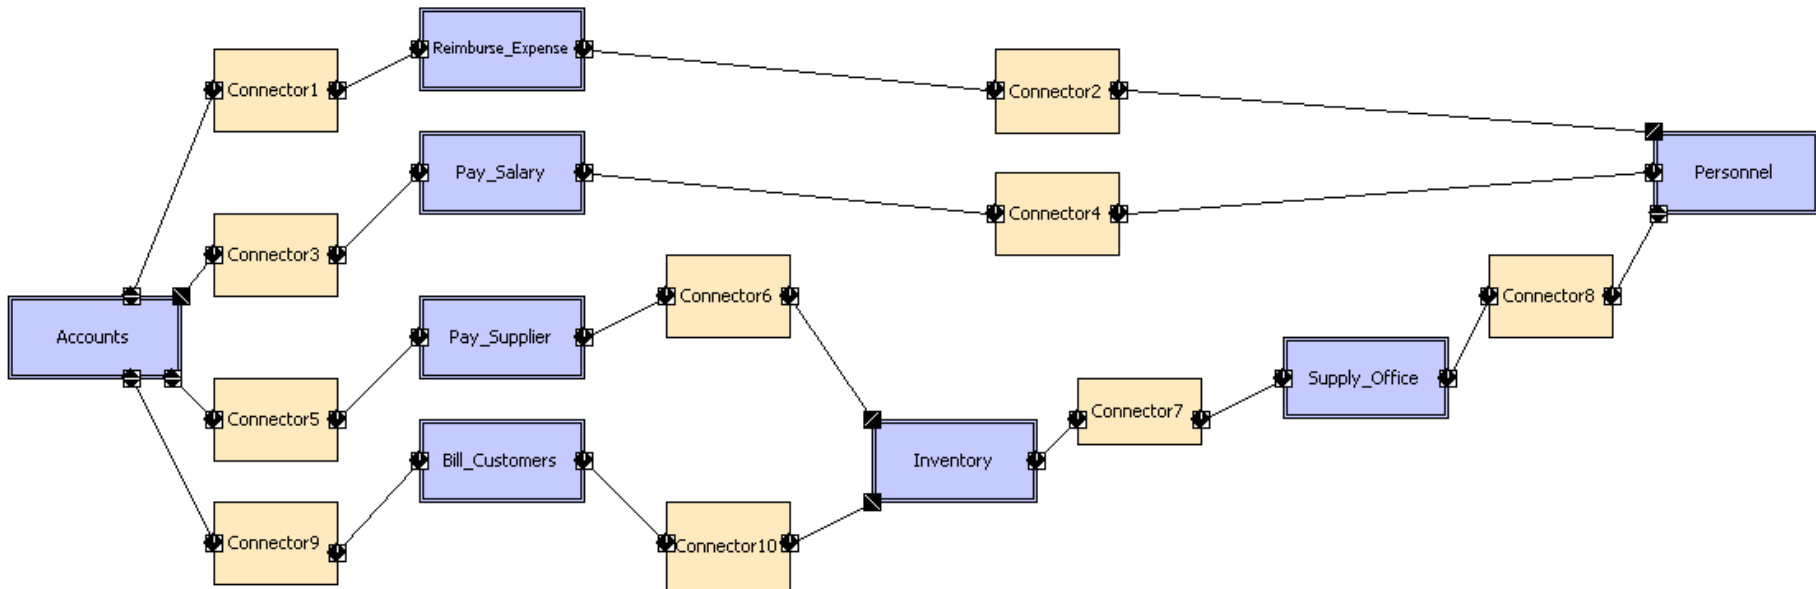 Reimburse_Expense
Connector1
Connector2
Pay_Salary
Personnel
Connector4
Connector3
Connector6
Connector8
Accounts
Pay_Supplier
Supply_Office
Connector5
Connector7
Bill_Customers
Inventory
Connector9
Connector10